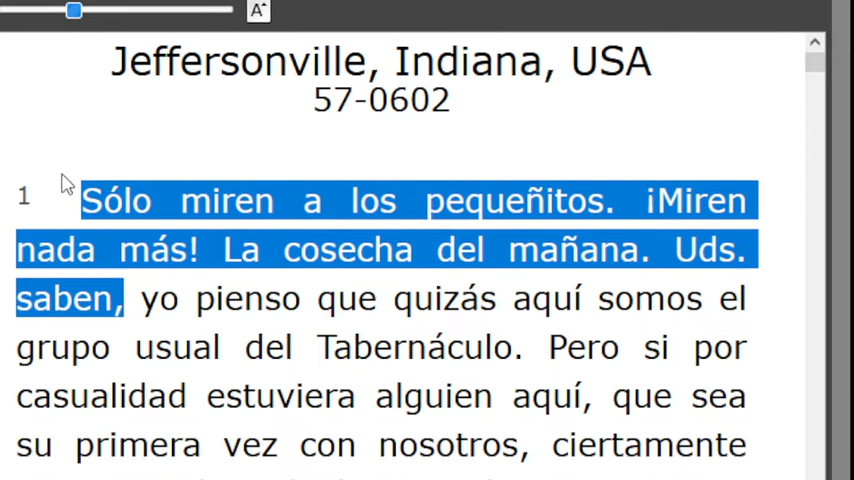 A
Jeffersonville, Indiana, USA
57-0602
1 Sólo miren a los pequeñitos. ¡Miren
nada más! La cosecha del mañana. Uds.
saben, yo pienso que quizás aquí somos el
grupo usual del Tabernáculo. Pero si por
casualidad estuviera alguien aquí, que sea
su primera vez con nosotros, ciertamente